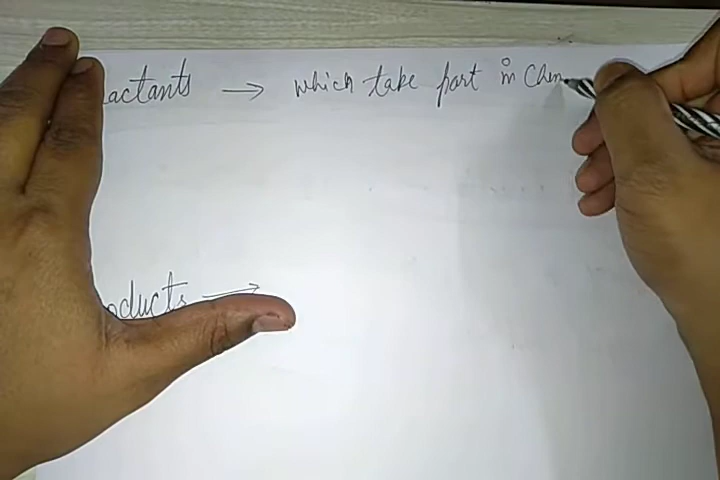 actants → which take part in Chem
oducts →